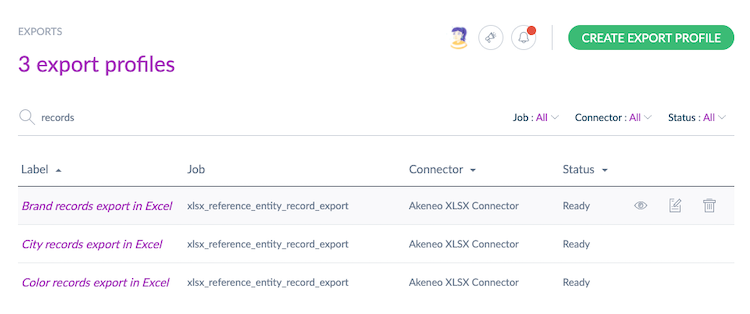 EXPORTS
CREATE EXPORT PROFILE
3 export profiles
records
Job : All Connector : All Status : All
Label Job Connector Status
Brand records export in Excel xlsx_reference_entity_record_export Akeneo XLSX Connector Ready
City records export in Excel xlsx_reference_entity_record_export Akeneo XLSX Connector Ready
Color records export in Excel xlsx_reference_entity_record_export Akeneo XLSX Connector Ready